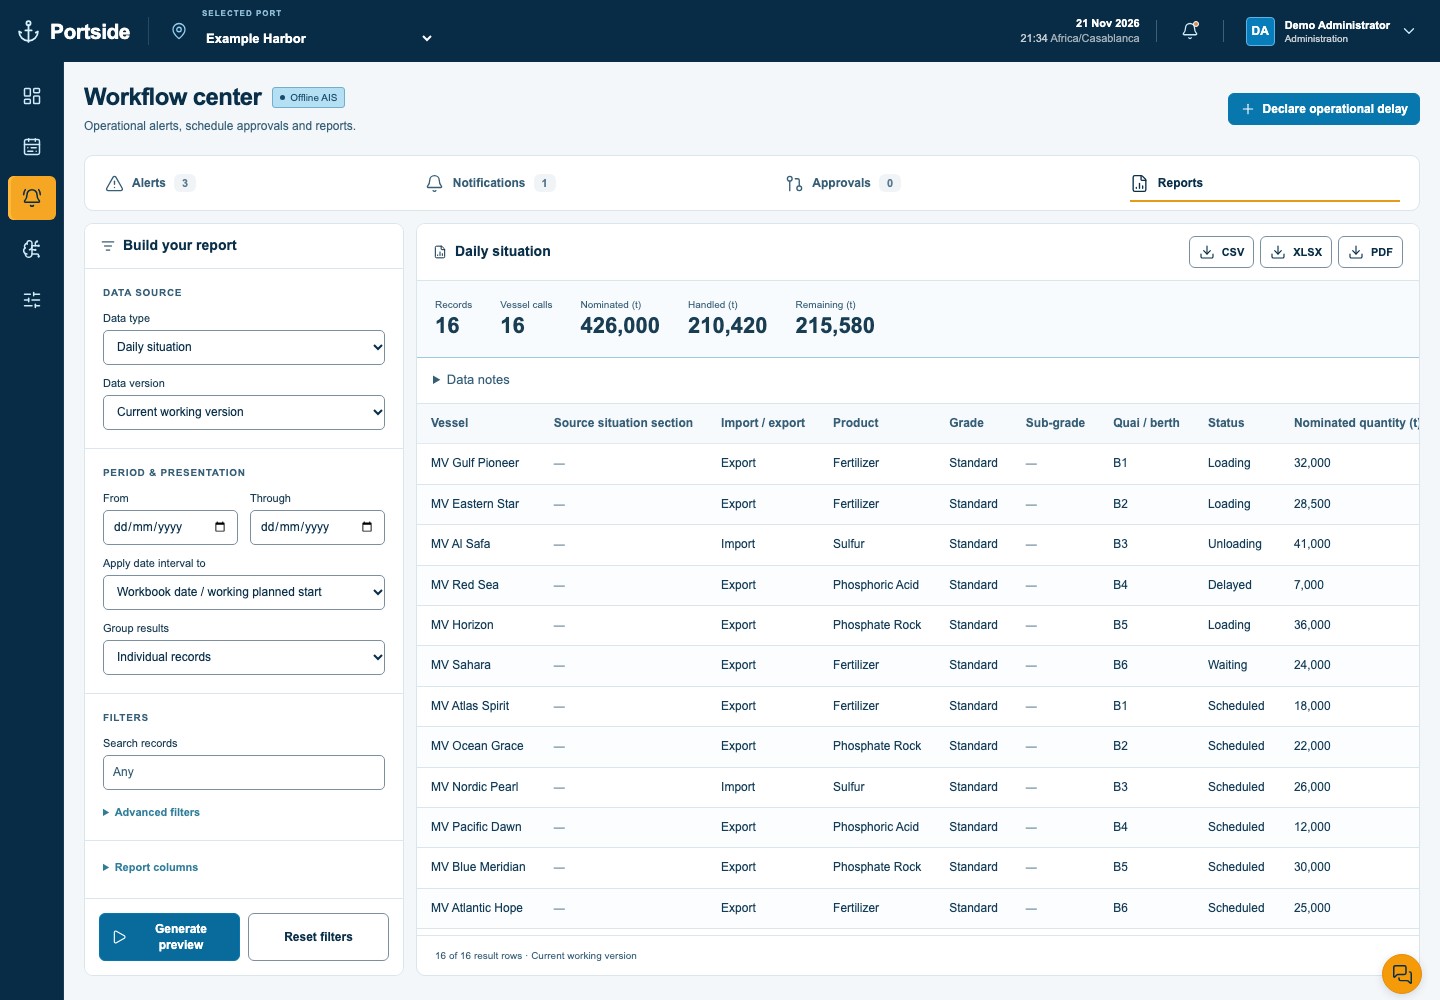 Portside
SELECTED PORT
Example Harbor
21 Nov 2026
21:34 Africa/Casablanca
DA
Demo Administrator
Administration
Workflow center
Offline AIS
Operational alerts, schedule approvals and reports.
Declare operational delay
Alerts 3
Notifications 1
Approvals 0
Reports
Build your report
DATA SOURCE
Data type
Daily situation
Data version
Current working version
PERIOD & PRESENTATION
From Through
dd/mm/yyyy dd/mm/yyyy
Apply date interval to
Workbook date / working planned start
Group results
Individual records
FILTERS
Search records
Any
Advanced filters
Report columns
Generate preview
Reset filters
Daily situation
CSV XLSX PDF
Records Vessel calls Nominated (t) Handled (t) Remaining (t)
16 16 426,000 210,420 215,580
Data notes
Vessel Source situation section Import / export Product Grade Sub-grade Quai / berth Status Nominated quantity (t)
MV Gulf Pioneer — Export Fertilizer Standard — B1 Loading 32,000
MV Eastern Star — Export Fertilizer Standard — B2 Loading 28,500
MV Al Safa — Import Sulfur Standard — B3 Unloading 41,000
MV Red Sea — Export Phosphoric Acid Standard — B4 Delayed 7,000
MV Horizon — Export Phosphate Rock Standard — B5 Loading 36,000
MV Sahara — Export Fertilizer Standard — B6 Waiting 24,000
MV Atlas Spirit — Export Fertilizer Standard — B1 Scheduled 18,000
MV Ocean Grace — Export Phosphate Rock Standard — B2 Scheduled 22,000
MV Nordic Pearl — Import Sulfur Standard — B3 Scheduled 26,000
MV Pacific Dawn — Export Phosphoric Acid Standard — B4 Scheduled 12,000
MV Blue Meridian — Export Phosphate Rock Standard — B5 Scheduled 30,000
MV Atlantic Hope — Export Fertilizer Standard — B6 Scheduled 25,000
16 of 16 result rows · Current working version